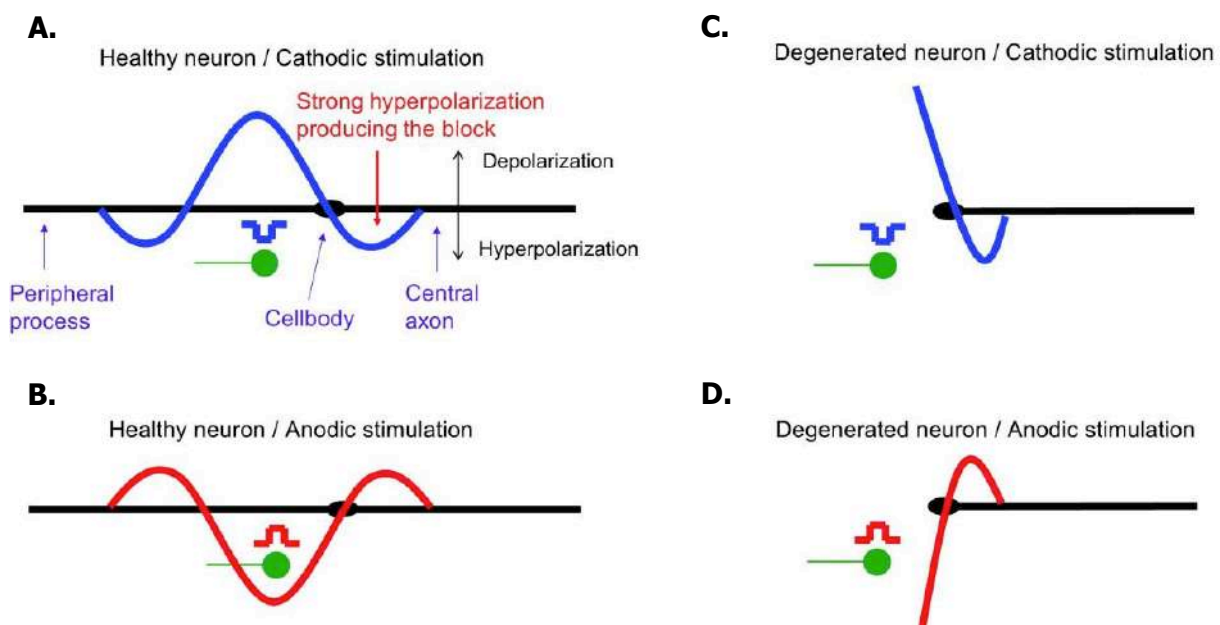 A.
Healthy neuron / Cathodic stimulation
Strong hyperpolarization
producing the block
Depolarization
Hyperpolarization
Peripheral
process
Cellbody
Central
axon
B.
Healthy neuron / Anodic stimulation
C.
Degenerated neuron / Cathodic stimulation
D.
Degenerated neuron / Anodic stimulation